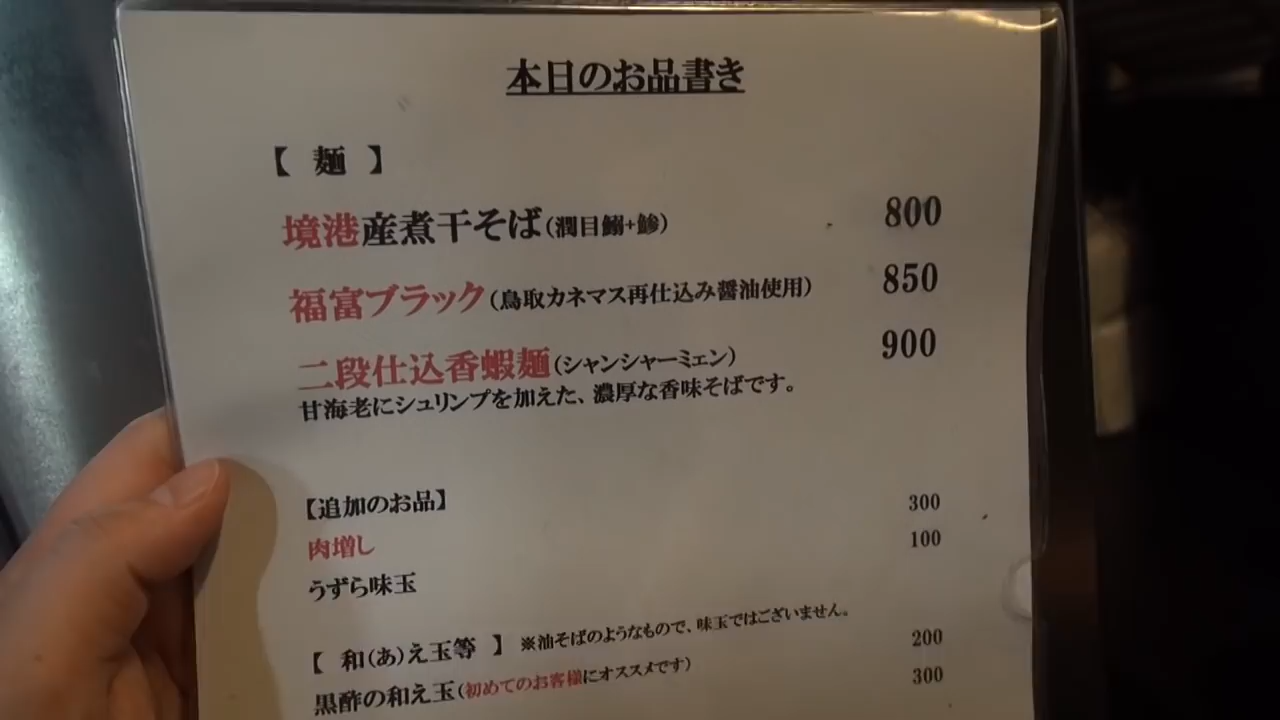 本日のお品書き
【 麺 】
境港産煮干そば(潤目鰯+鯵) 800
福富ブラック(鳥取カネマス再仕込み醤油使用) 850
二段仕込香蝦麺(シャンシャーミェン) 900
甘海老にシュリンプを加えた、濃厚な香味そばです。
【追加のお品】 300
肉増し 100
うずら味玉
【 和(あ)え玉等 】 ※油そばのようなもので、味玉ではございません。 200
黒酢の和え玉(初めてのお客様にオススメです) 300